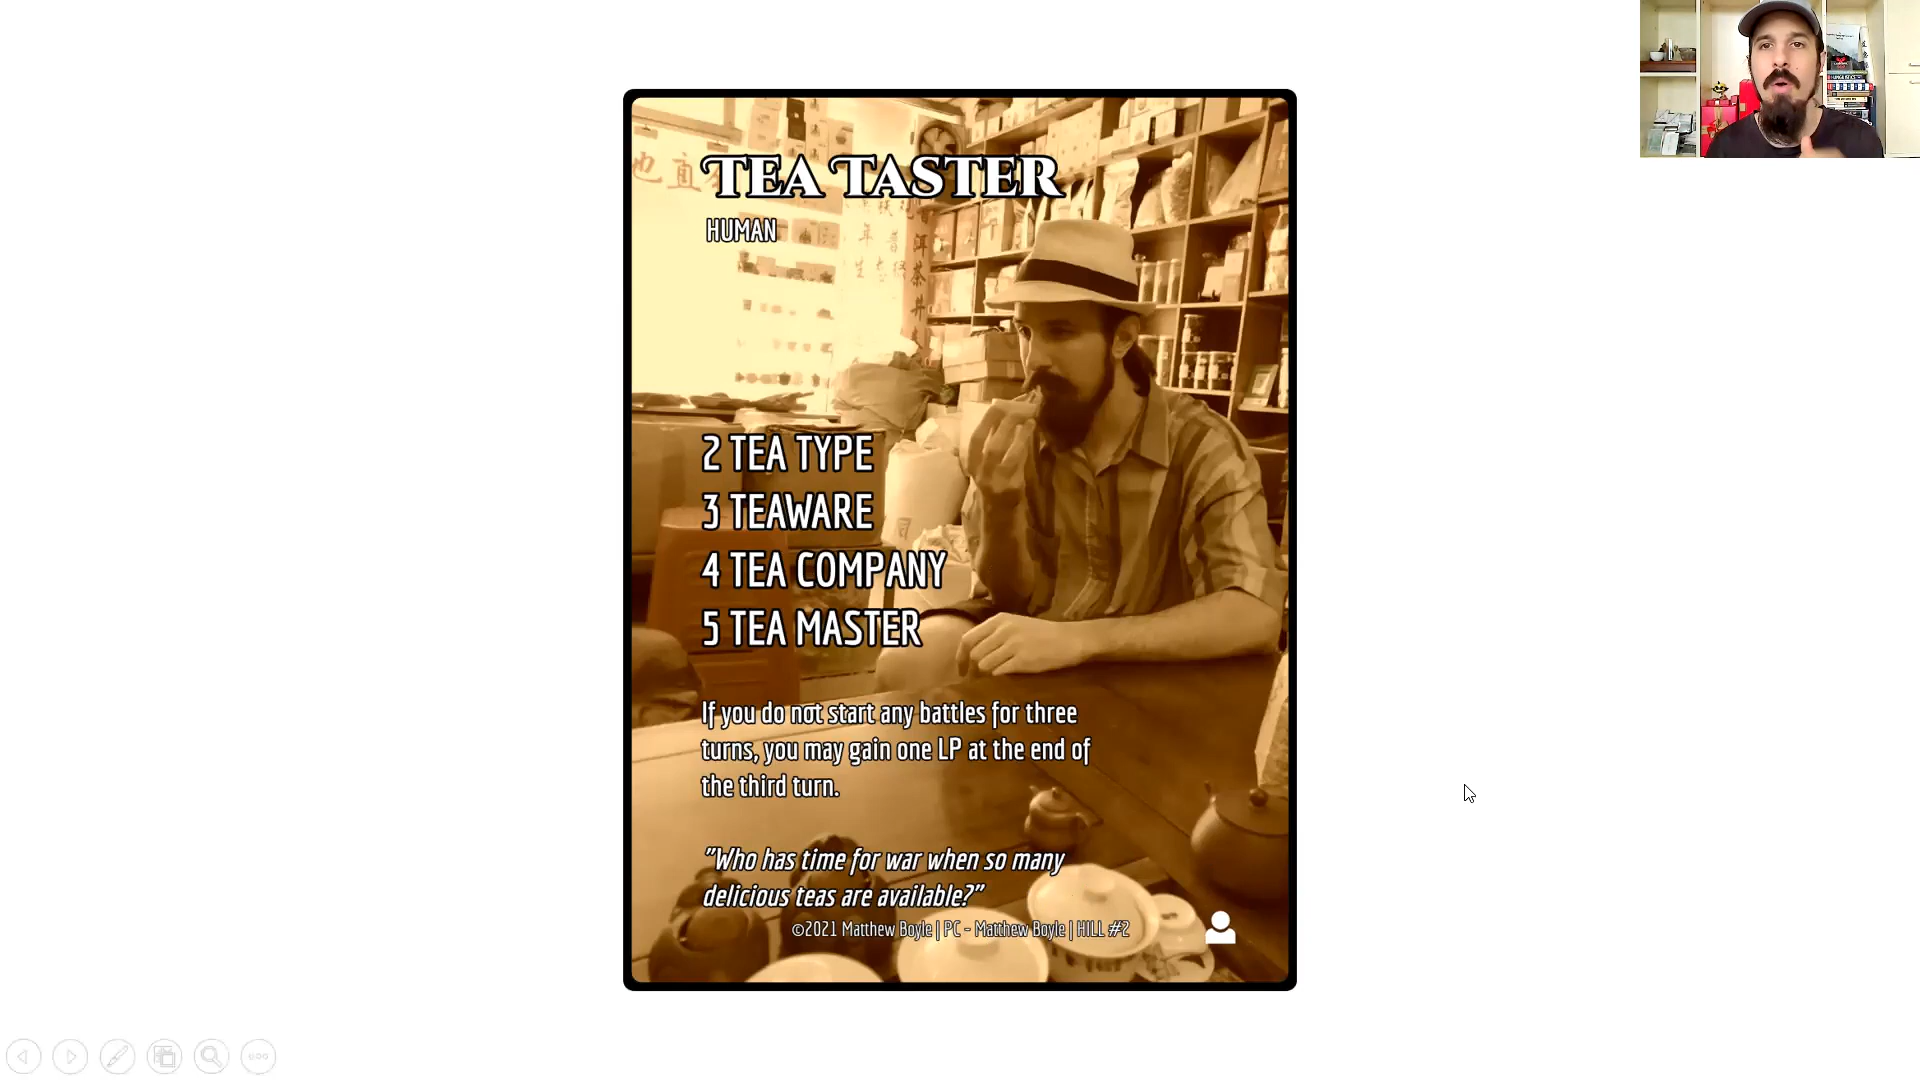 TEA TASTER
HUMAN
2 TEA TYPE
3 TEAWARE
4 TEA COMPANY
5 TEA MASTER
If you do not start any battles for three
turns, you may gain one LP at the end of
the third turn.
"Who has time for war when so many
delicious teas are available?"
©2021 Matthew Boyle | PC - Matthew Boyle | HILL #2